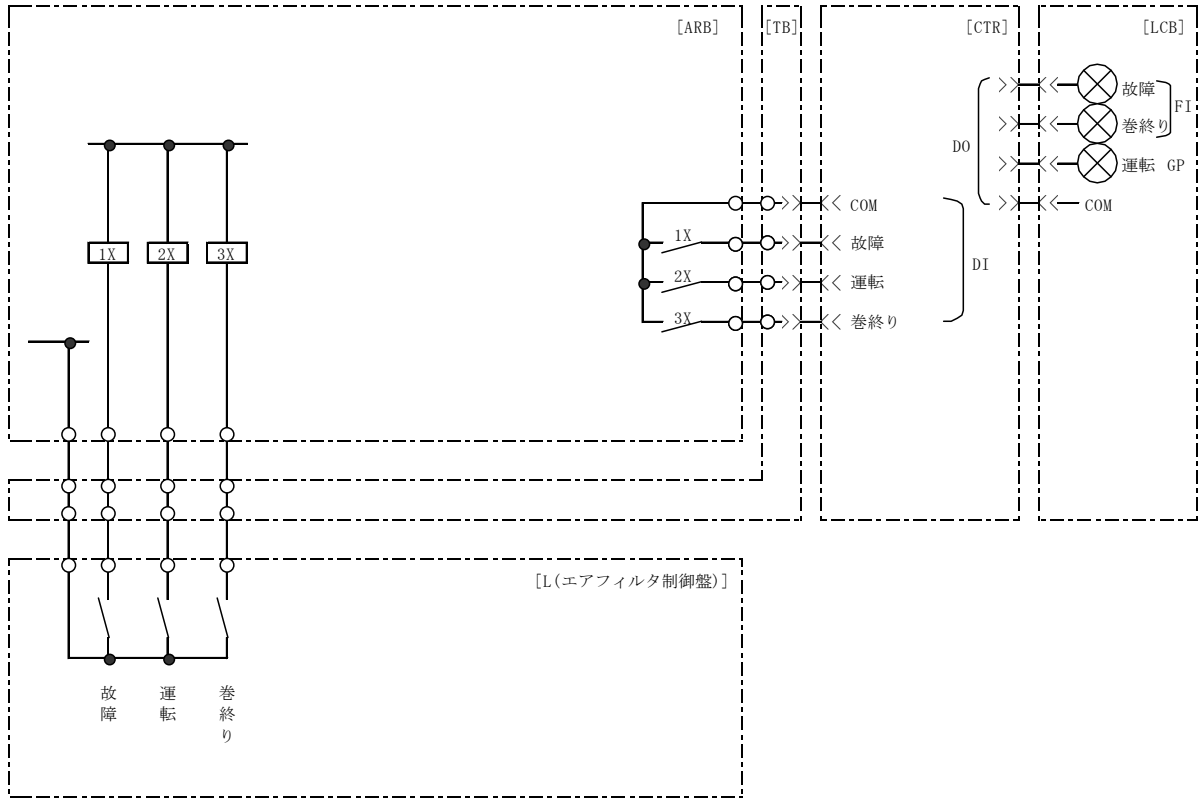 [ARB]
[TB]
[CTR]
[LCB]
故障
巻終り
FI
運転 GP
COM
DO
1X
2X
3X
COM
1X
故障
2X
運転
3X
巻終り
DI
[L(エアフィルタ制御盤)]
故障
運転
巻終り